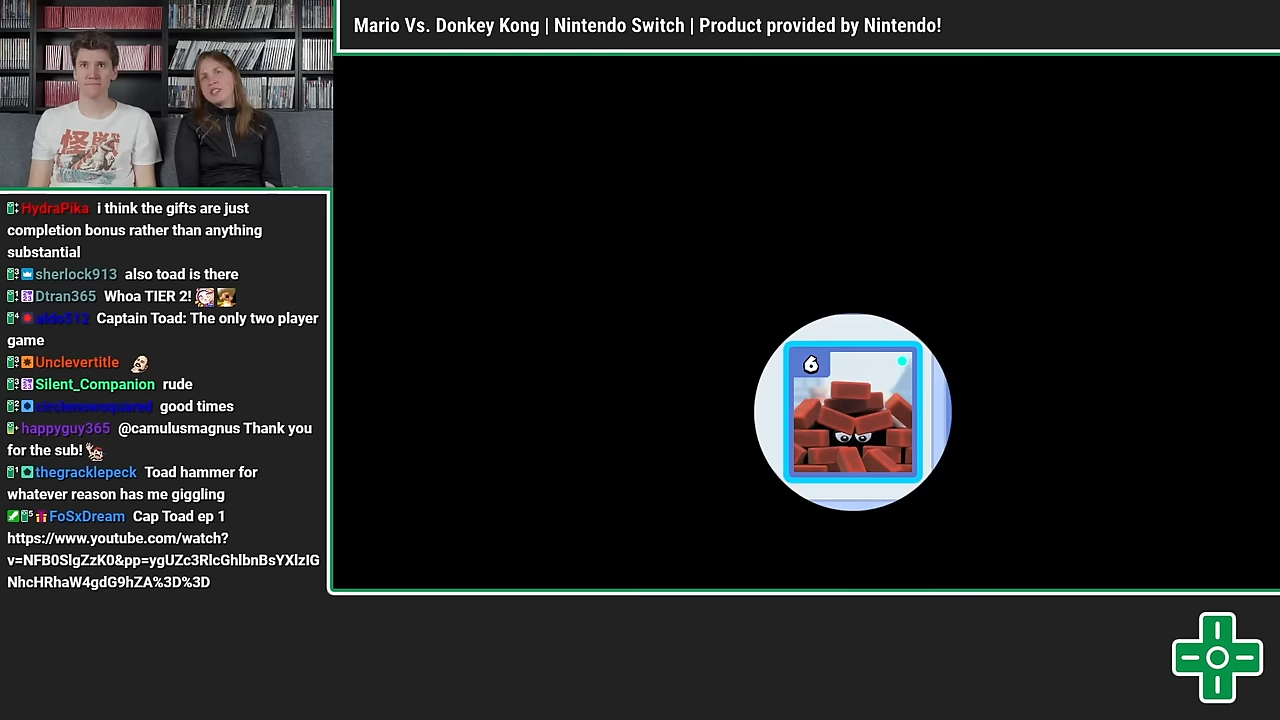 Mario Vs. Donkey Kong | Nintendo Switch | Product provided by Nintendo!
怪獣
HydraPika i think the gifts are just
completion bonus rather than anything
substantial
sherlock913 also toad is there
Dtran365 Whoa TIER 2!
aldo512 Captain Toad: The only two player
game
Unclevertitle
Silent_Companion rude
circlenowsquared good times
happyguy365 @camulusmagnus Thank you
for the sub!
thegracklepeck Toad hammer for
whatever reason has me giggling
FoSxDream Cap Toad ep 1
https://www.youtube.com/watch?
v=NFB0SlgZzK0&pp=ygUZc3RlcGhlbnBsYXlzIG
NhcHRhaW4gdG9hZA%3D%3D
6